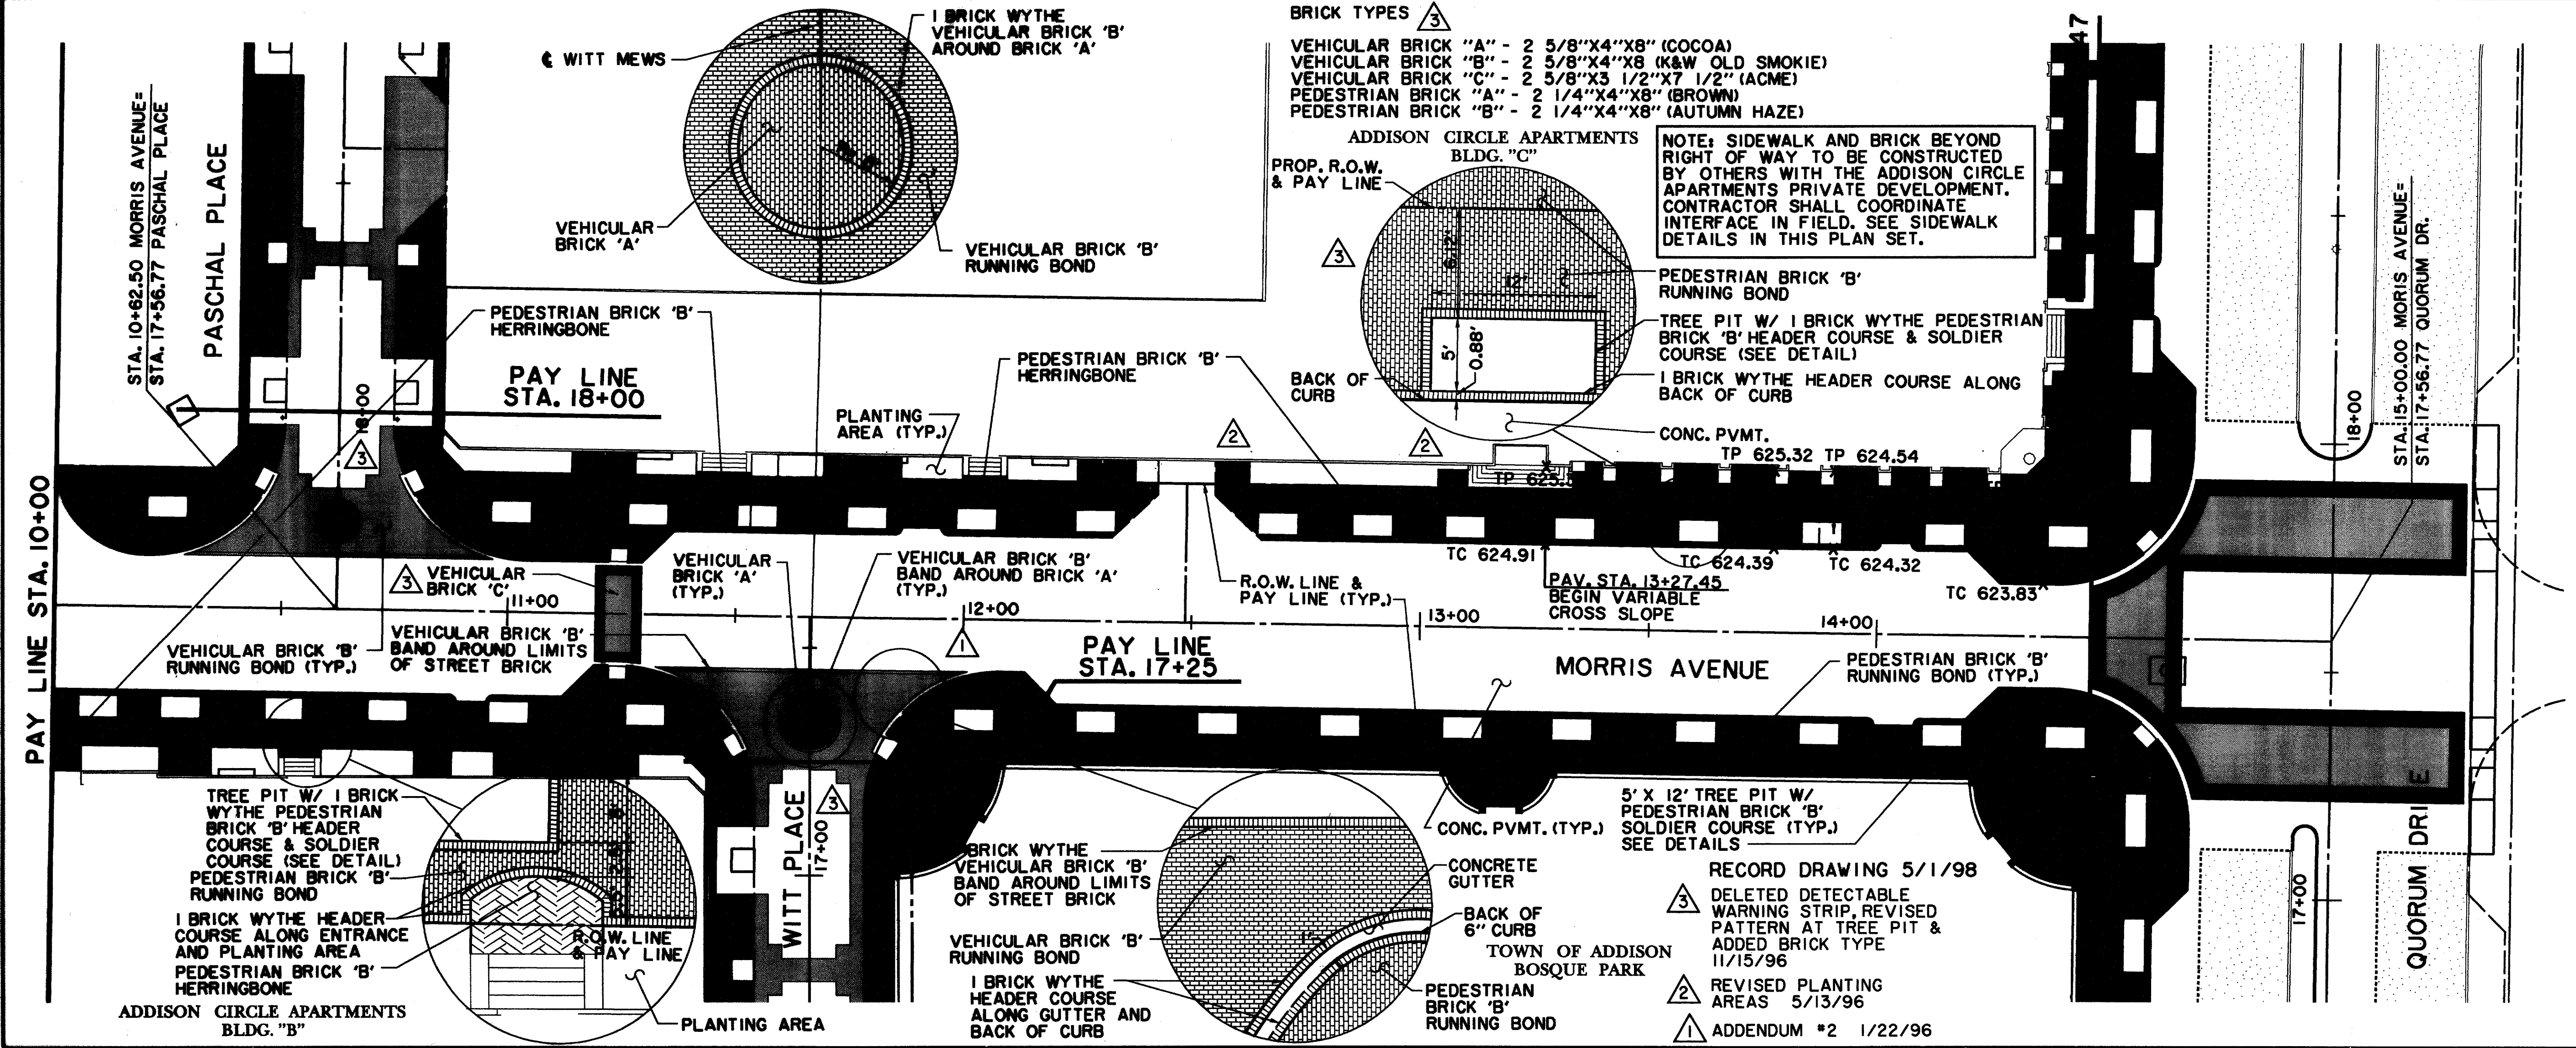 1 BRICK WYTHE
VEHICULAR BRICK 'B'
AROUND BRICK 'A'
℄ WITT MEWS
VEHICULAR
BRICK 'A'
VEHICULAR BRICK 'B'
RUNNING BOND
BRICK TYPES 3
VEHICULAR BRICK "A" - 2 5/8"X4"X8" (COCOA)
VEHICULAR BRICK "B" - 2 5/8"X4"X8 (K&W OLD SMOKIE)
VEHICULAR BRICK "C" - 2 5/8"X3 1/2"X7 1/2" (ACME)
PEDESTRIAN BRICK "A" - 2 1/4"X4"X8" (BROWN)
PEDESTRIAN BRICK "B" - 2 1/4"X4"X8" (AUTUMN HAZE)
ADDISON CIRCLE APARTMENTS
BLDG. "C"
PROP. R.O.W.
& PAY LINE
NOTE: SIDEWALK AND BRICK BEYOND
RIGHT OF WAY TO BE CONSTRUCTED
BY OTHERS WITH THE ADDISON CIRCLE
APARTMENTS PRIVATE DEVELOPMENT.
CONTRACTOR SHALL COORDINATE
INTERFACE IN FIELD. SEE SIDEWALK
DETAILS IN THIS PLAN SET.
3
6.12'
12'
5'
0.88'
PEDESTRIAN BRICK 'B'
RUNNING BOND
TREE PIT W/ 1 BRICK WYTHE PEDESTRIAN
BRICK 'B' HEADER COURSE & SOLDIER
COURSE (SEE DETAIL)
1 BRICK WYTHE HEADER COURSE ALONG
BACK OF CURB
BACK OF
CURB
CONC. PVMT.
47
STA. 10+62.50 MORRIS AVENUE=
STA. 17+56.77 PASCHAL PLACE
PASCHAL PLACE
PEDESTRIAN BRICK 'B'
HERRINGBONE
PAY LINE
STA. 18+00
18+00
3
PLANTING
AREA (TYP.)
PEDESTRIAN BRICK 'B'
HERRINGBONE
2
2
TP 625.32 TP 624.54
TP 625.
STA. 15+00.00 MORRIS AVENUE=
STA. 17+56.77 QUORUM DR.
18+00
PAY LINE STA. 10+00
3
VEHICULAR
BRICK 'C'
11+00
VEHICULAR
BRICK 'A'
(TYP.)
VEHICULAR BRICK 'B'
BAND AROUND BRICK 'A'
(TYP.)
12+00
R.O.W. LINE &
PAY LINE (TYP.)
TC 624.91
PAV. STA. 13+27.45
BEGIN VARIABLE
CROSS SLOPE
TC 624.39
TC 624.32
TC 623.83
13+00
14+00
VEHICULAR BRICK 'B'
RUNNING BOND (TYP.)
VEHICULAR BRICK 'B'
BAND AROUND LIMITS
OF STREET BRICK
1
PAY LINE
STA. 17+25
MORRIS AVENUE
PEDESTRIAN BRICK 'B'
RUNNING BOND (TYP.)
TREE PIT W/ 1 BRICK
WYTHE PEDESTRIAN
BRICK 'B' HEADER
COURSE & SOLDIER
COURSE (SEE DETAIL)
PEDESTRIAN BRICK 'B'
RUNNING BOND
1 BRICK WYTHE HEADER
COURSE ALONG ENTRANCE
AND PLANTING AREA
PEDESTRIAN BRICK 'B'
HERRINGBONE
ADDISON CIRCLE APARTMENTS
BLDG. "B"
R.O.W. LINE
& PAY LINE
PLANTING AREA
WITT PLACE
3
17+00
BRICK WYTHE
VEHICULAR BRICK 'B'
BAND AROUND LIMITS
OF STREET BRICK
VEHICULAR BRICK 'B'
RUNNING BOND
1 BRICK WYTHE
HEADER COURSE
ALONG GUTTER AND
BACK OF CURB
1'
CONC. PVMT. (TYP.)
CONCRETE
GUTTER
BACK OF
6" CURB
TOWN OF ADDISON
BOSQUE PARK
PEDESTRIAN
BRICK 'B'
RUNNING BOND
5' X 12' TREE PIT W/
PEDESTRIAN BRICK 'B'
SOLDIER COURSE (TYP.)
SEE DETAILS
RECORD DRAWING 5/1/98
3 DELETED DETECTABLE
WARNING STRIP, REVISED
PATTERN AT TREE PIT &
ADDED BRICK TYPE
11/15/96
2 REVISED PLANTING
AREAS 5/13/96
1 ADDENDUM #2 1/22/96
17+00
QUORUM DRI E